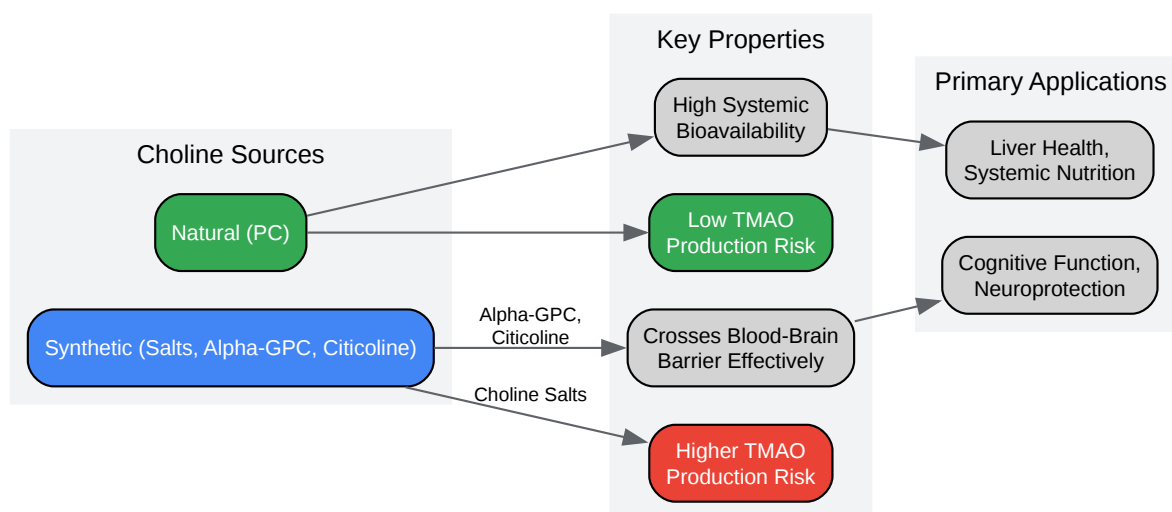 Choline Sources
Natural (PC)
Synthetic (Salts, Alpha-GPC, Citicoline)
Alpha-GPC,
Citicoline
Choline Salts
Key Properties
High Systemic
Bioavailability
Low TMAO
Production Risk
Crosses Blood-Brain
Barrier Effectively
Higher TMAO
Production Risk
Primary Applications
Liver Health,
Systemic Nutrition
Cognitive Function,
Neuroprotection